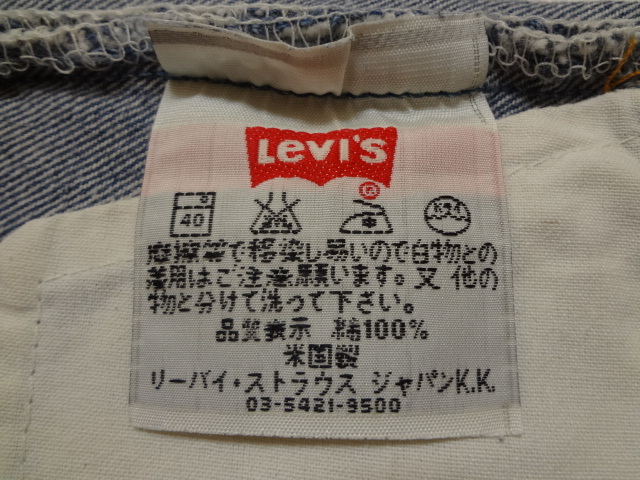 Levi's
40
摩擦等で移染し易いので白物との
着用はご注意願います。又 他の
物と分けて洗って下さい。
品質表示 綿100%
米国製
リーバイ・ストラウス ジャパンK.K.
03-5421-9500